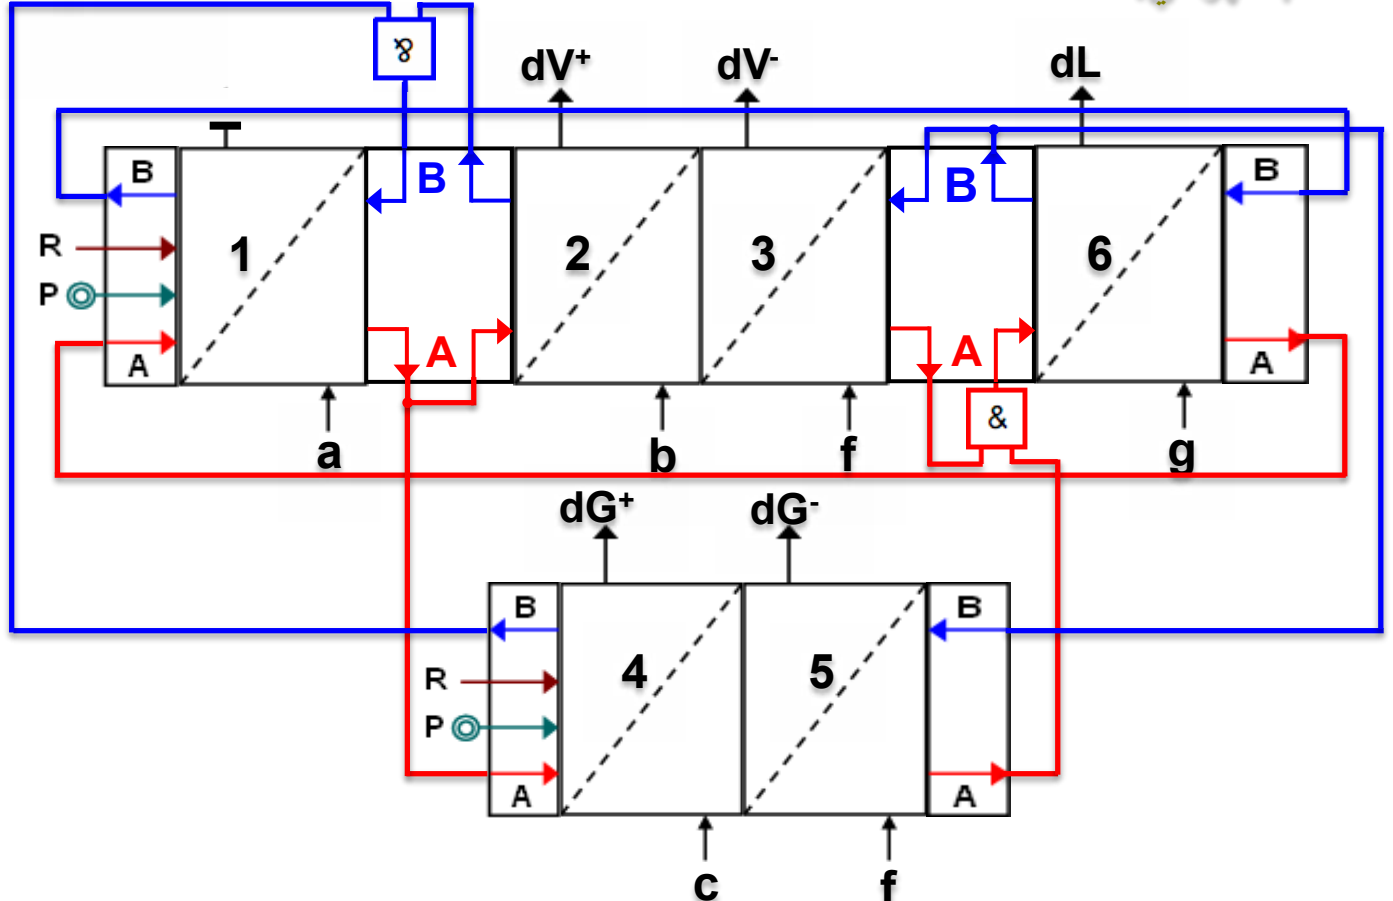 &
dV+ dV- dL
B B B B
R 1 2 3 6
P
A A A A
&
a b f g
dG+ dG-
B B
R 4 5
P
A A
c f